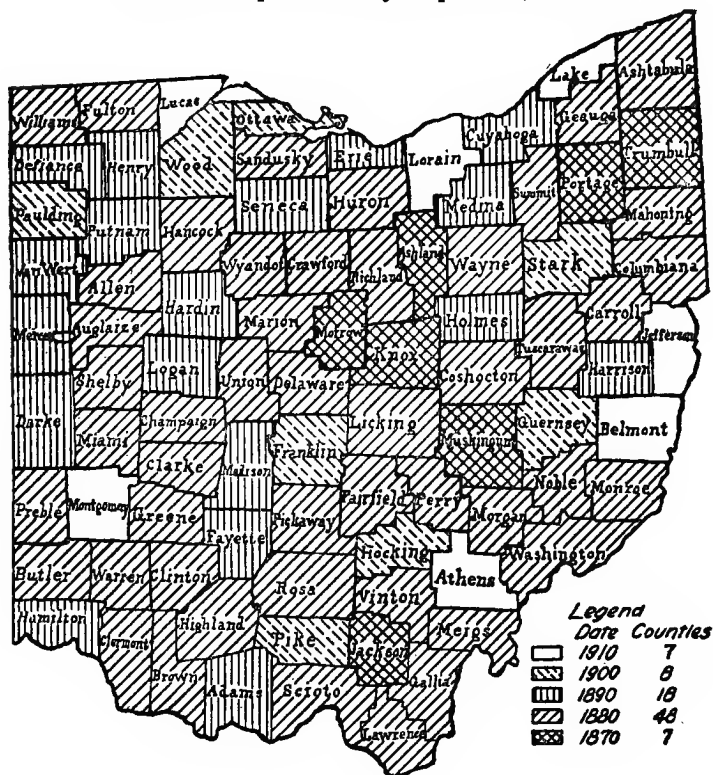 Lake
Ashtabula
Lucas
Williams
Fulton
Ottawa
Geauga
Cuyahoga
Defiance
Henry
Wood
Sandusky
Erie
Lorain
Crumbull
Portage
Summit
Paulding
Seneca
Huron
Medina
Mahoning
Putnam
Hancock
Ashland
Van Wert
Wyandot
Crawford
Richland
Wayne
Stark
Columbiana
Allen
Hardin
Mercer
Auglaize
Marion
Morrow
Holmes
Carroll
Jefferson
Knox
Tuscarawas
Shelby
Logan
Union
Delaware
Coshocton
Harrison
Darke
Champaign
Licking
Guernsey
Belmont
Miami
Franklin
Muskingum
Clarke
Madison
Noble
Monroe
Preble
Montgomey
Greene
Fairfield
Perry
Morgan
Pickaway
Fayette
Washington
Hocking
Butler
Warren
Clinton
Athens
Rosa
Vinton
Hamilton
Highland
Meigs
Clermont
Pike
Jackson
Brown
Adams
Scioto
Gallia
Lawrence
Legend
Date Counties
1910 7
1900 8
1890 18
1880 48
1870 7